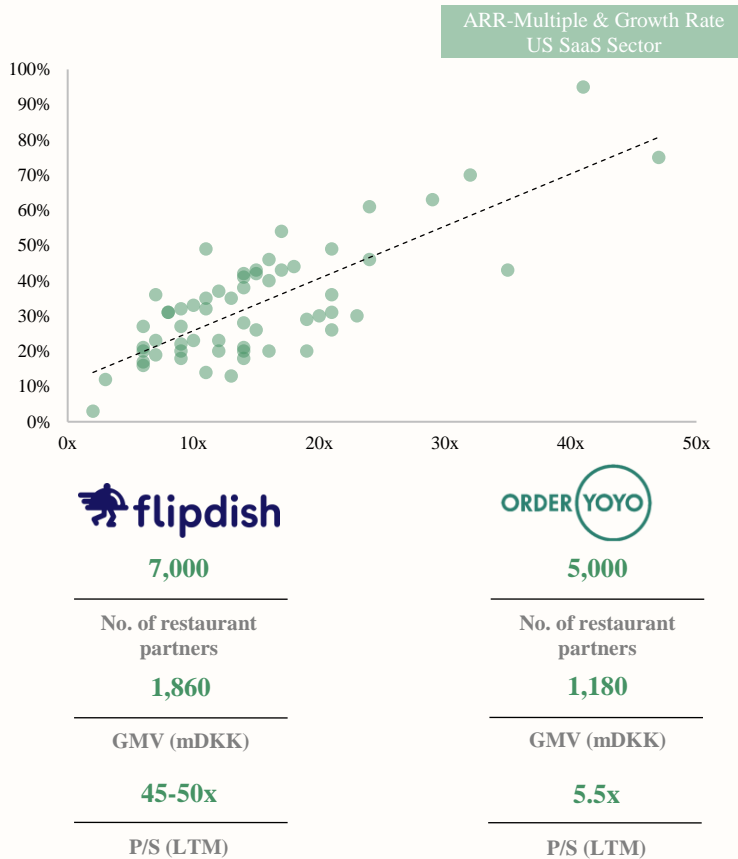 ARR-Multiple & Growth Rate
US SaaS Sector
100%
90%
80%
70%
60%
50%
40%
30%
20%
10%
0%
0x 10x 20x 30x 40x 50x
flipdish
7,000
No. of restaurant
partners
1,860
GMV (mDKK)
45-50x
P/S (LTM)
ORDER YOYO
5,000
No. of restaurant
partners
1,180
GMV (mDKK)
5.5x
P/S (LTM)